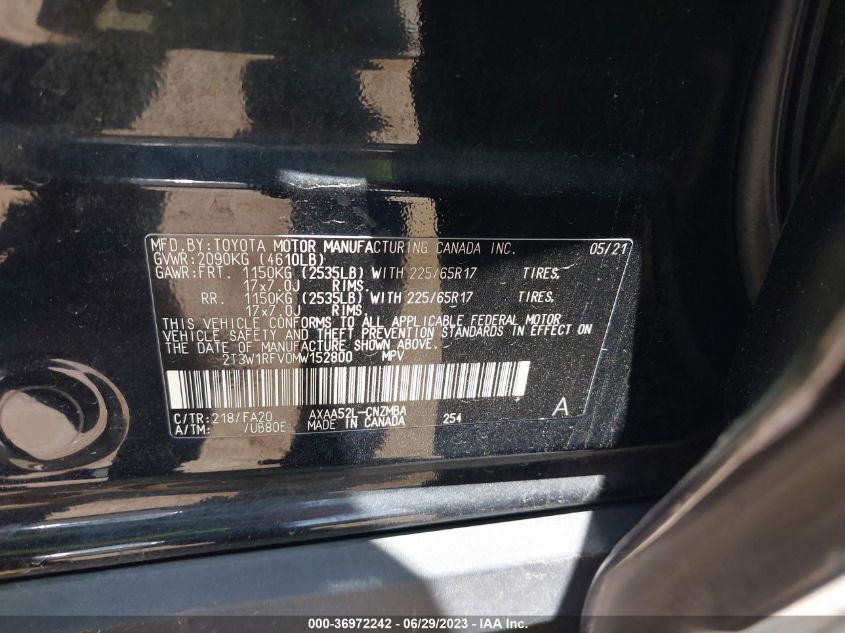 MFD.BY:TOYOTA MOTOR MANUFACTURING CANADA INC. 05/21
GVWR:2090KG (4610LB)
GAWR:FRT. 1150KG (2535LB) WITH 225/65R17 TIRES,
17x7.0J RIMS.
RR. 1150KG (2535LB) WITH 225/65R17 TIRES,
17x7.0J RIMS.
THIS VEHICLE CONFORMS TO ALL APPLICABLE FEDERAL MOTOR
VEHICLE SAFETY AND THEFT PREVENTION STANDARDS IN EFFECT ON
THE DATE OF MANUFACTURE SHOWN ABOVE.
2T3W1RFV0MW152800 MPV
C/TR:218/FA20 AXAA52L-CNZMBA 254 A
A/TM: /UB80E MADE IN CANADA
000-36972242 - 06/29/2023 - IAA Inc.